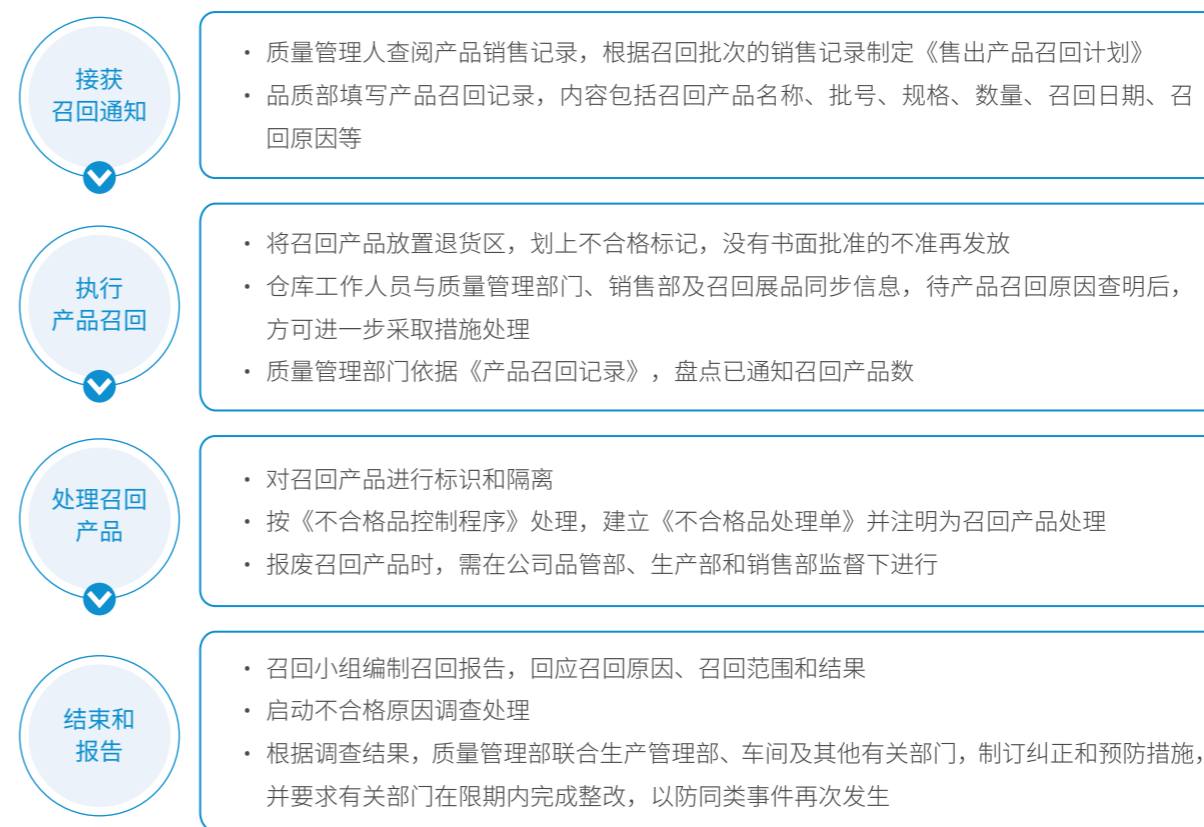 接获
召回通知
· 质量管理人查阅产品销售记录，根据召回批次的销售记录制定《售出产品召回计划》
· 品质部填写产品召回记录，内容包括召回产品名称、批号、规格、数量、召回日期、召
回原因等
执行
产品召回
· 将召回产品放置退货区，划上不合格标记，没有书面批准的不准再发放
· 仓库工作人员与质量管理部门、销售部及召回展品同步信息，待产品召回原因查明后，
方可进一步采取措施处理
· 质量管理部门依据《产品召回记录》，盘点已通知召回产品数
处理召回
产品
· 对召回产品进行标识和隔离
· 按《不合格品控制程序》处理，建立《不合格品处理单》并注明为召回产品处理
· 报废召回产品时，需在公司品管部、生产部和销售部监督下进行
结束和
报告
· 召回小组编制召回报告，回应召回原因、召回范围和结果
· 启动不合格原因调查处理
· 根据调查结果，质量管理部联合生产管理部、车间及其他有关部门，制订纠正和预防措施，
并要求有关部门在限期内完成整改，以防同类事件再次发生